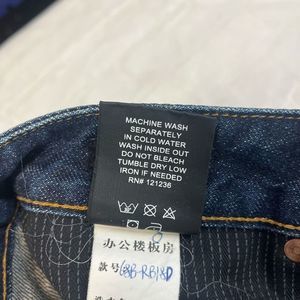 MACHINE WASH
SEPARATELY
IN COLD WATER
WASH INSIDE OUT
DO NOT BLEACH
TUMBLE DRY LOW
IRON IF NEEDED
RN# 121236
办公楼板房
款号